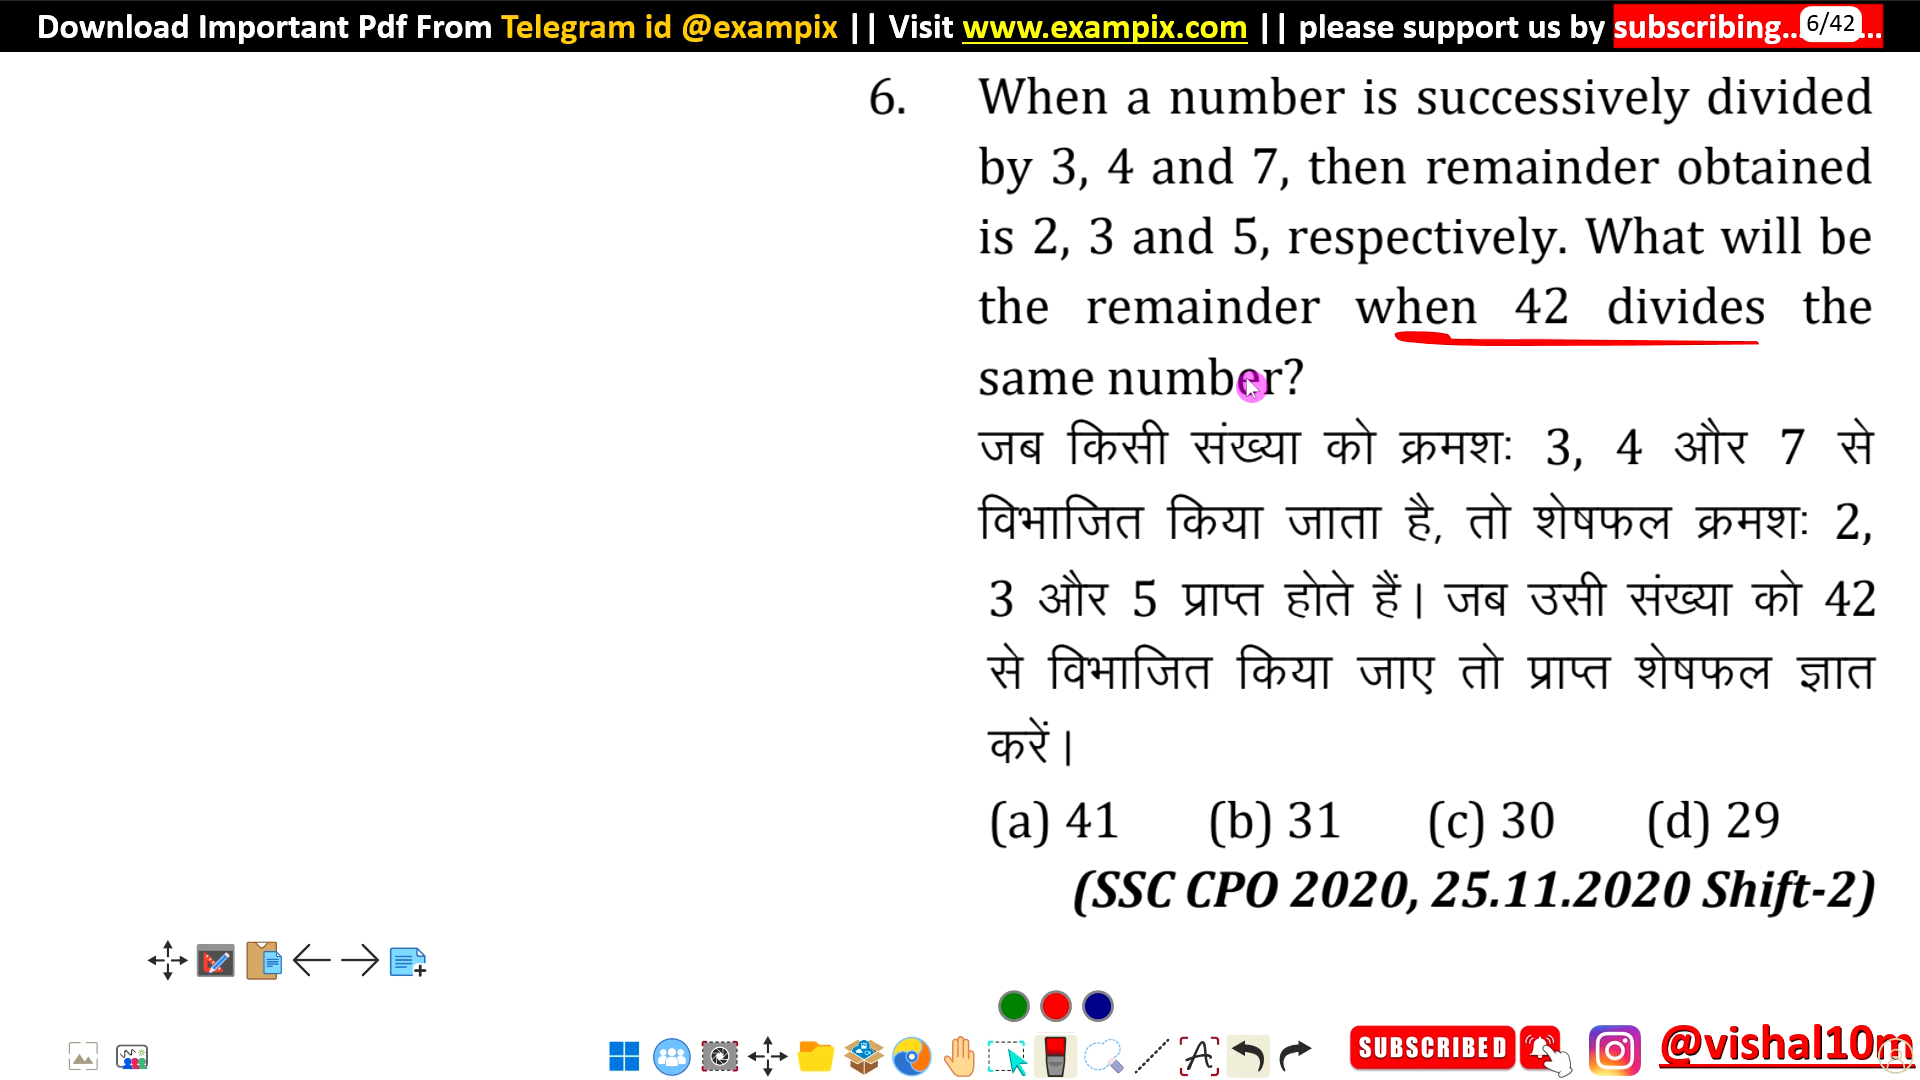 Download Important Pdf From Telegram id @exampix || Visit www.exampix.com || please support us by subscribing.. 6/42 ...
6. When a number is successively divided
by 3, 4 and 7, then remainder obtained
is 2, 3 and 5, respectively. What will be
the remainder when 42 divides the
same number?
जब किसी संख्या को क्रमशः 3, 4 और 7 से
विभाजित किया जाता है, तो शेषफल क्रमशः 2,
3 और 5 प्राप्त होते हैं। जब उसी संख्या को 42
से विभाजित किया जाए तो प्राप्त शेषफल ज्ञात
करें।
(a) 41 (b) 31 (c) 30 (d) 29
(SSC CPO 2020, 25.11.2020 Shift-2)
SUBSCRIBED @vishal10m